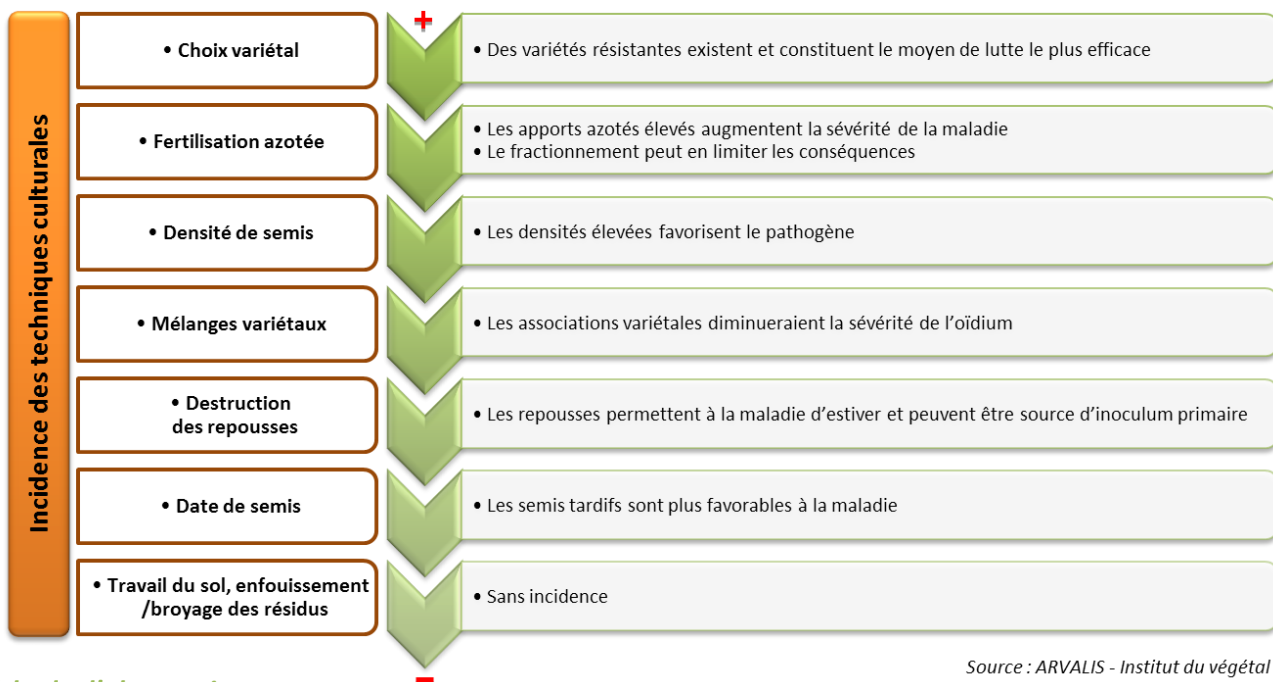 Incidence des techniques culturales
+
• Choix variétal
• Des variétés résistantes existent et constituent le moyen de lutte le plus efficace
• Fertilisation azotée
• Les apports azotés élevés augmentent la sévérité de la maladie
• Le fractionnement peut en limiter les conséquences
• Densité de semis
• Les densités élevées favorisent le pathogène
• Mélanges variétaux
• Les associations variétales diminueraient la sévérité de l'oïdium
• Destruction
des repousses
• Les repousses permettent à la maladie d'estiver et peuvent être source d'inoculum primaire
• Date de semis
• Les semis tardifs sont plus favorables à la maladie
• Travail du sol, enfouissement
/broyage des résidus
• Sans incidence
-
Source : ARVALIS - Institut du végétal